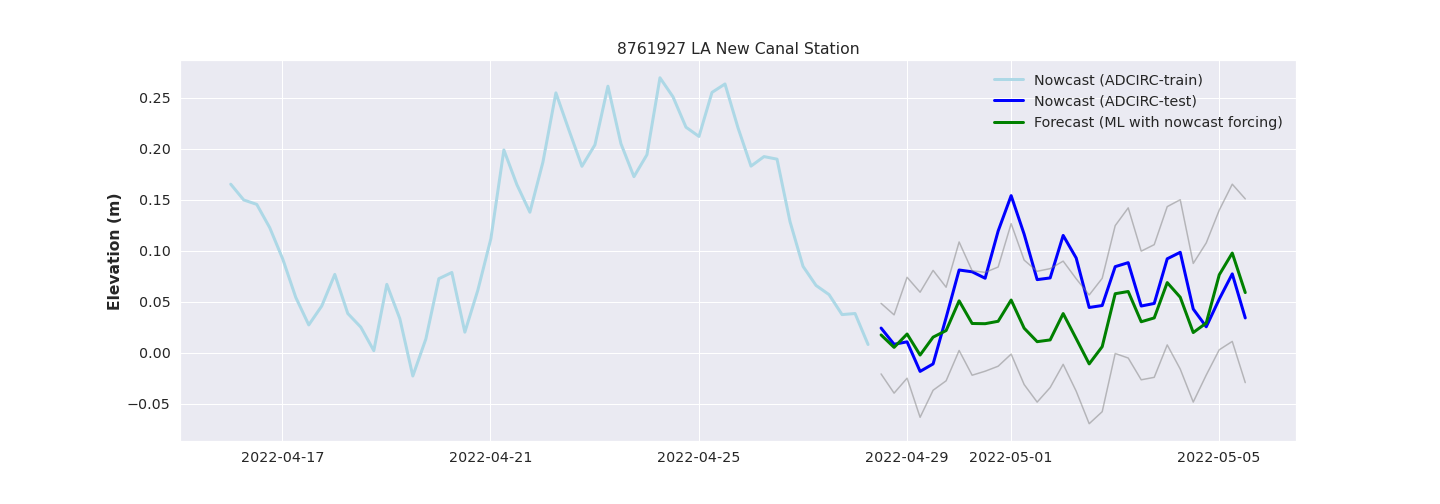 8761927 LA New Canal Station
Nowcast (ADCIRC-train)
Nowcast (ADCIRC-test)
Forecast (ML with nowcast forcing)
Elevation (m)
0.25
0.20
0.15
0.10
0.05
0.00
−0.05
2022-04-17 2022-04-21 2022-04-25 2022-04-29 2022-05-01 2022-05-05